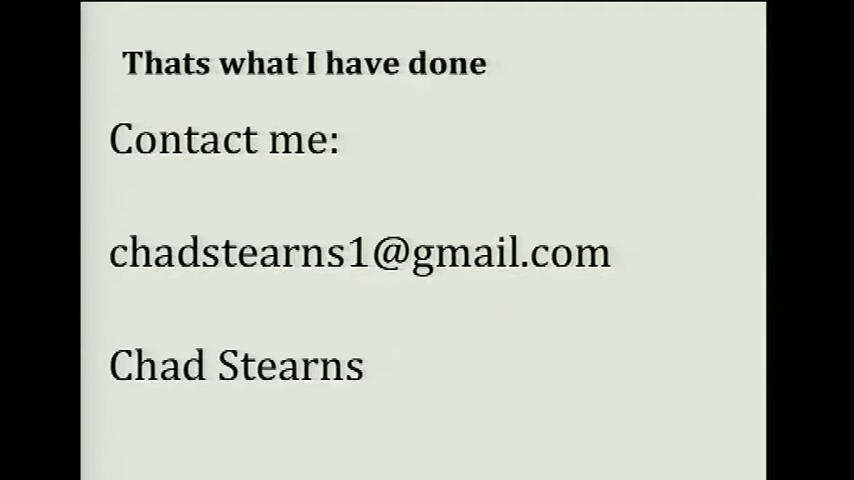 Thats what I have done
Contact me:
chadstearns1@gmail.com
Chad Stearns